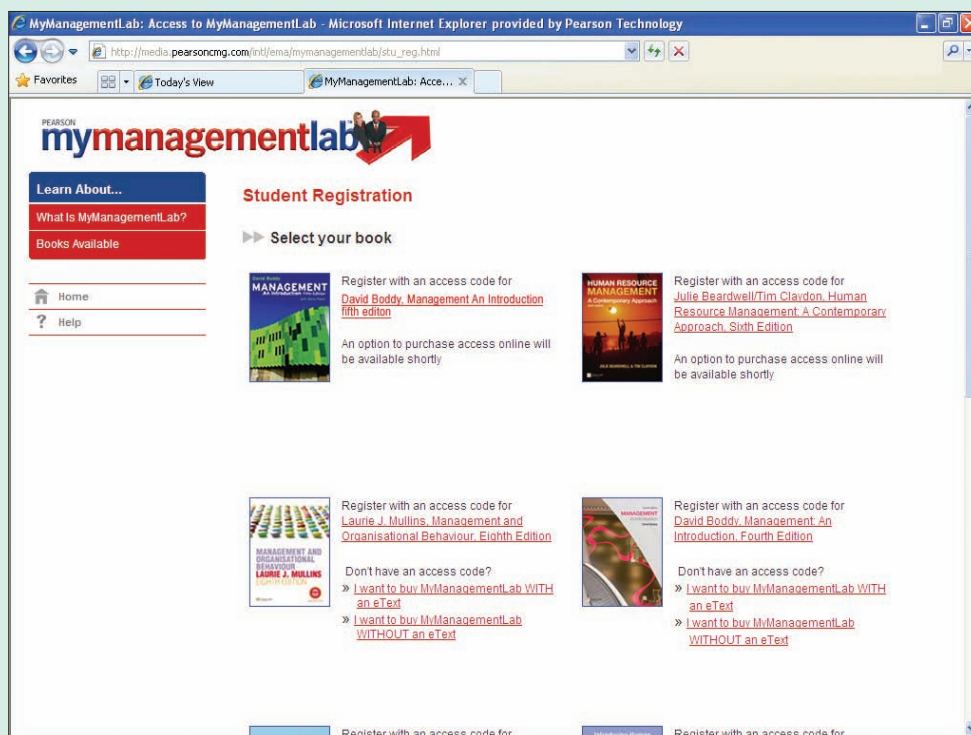 MyManagementLab: Access to MyManagementLab - Microsoft Internet Explorer provided by Pearson Technology
http://media.pearsoncmg.com/intl/ema/mymanagementlab/stu_reg.html
Favorites
Today's View
MyManagementLab: Acce...
PEARSON
mymanagementlab
Learn About...
What Is MyManagementLab?
Books Available
Home
Help
Student Registration
Select your book
David Boddy
MANAGEMENT
An Introduction
Register with an access code for
David Boddy, Management An Introduction
fifth editon
An option to purchase access online will
be available shortly
HUMAN RESOURCE
MANAGEMENT
A Contemporary Approach
JULIE BEARDWELL & TIM CLAYDON
Register with an access code for
Julie Beardwell/Tim Claydon, Human
Resource Management: A Contemporary
Approach, Sixth Edition
An option to purchase access online will
be available shortly
MANAGEMENT AND
ORGANISATIONAL
BEHAVIOUR
LAURIE J. MULLINS
EIGHTH EDITION
Register with an access code for
Laurie J. Mullins, Management and
Organisational Behaviour, Eighth Edition
Don't have an access code?
» I want to buy MyManagementLab WITH
an eText
» I want to buy MyManagementLab
WITHOUT an eText
MANAGEMENT
Register with an access code for
David Boddy, Management: An
Introduction, Fourth Edition
Don't have an access code?
» I want to buy MyManagementLab WITH
an eText
» I want to buy MyManagementLab
WITHOUT an eText
Register with an access code for
Register with an access code for